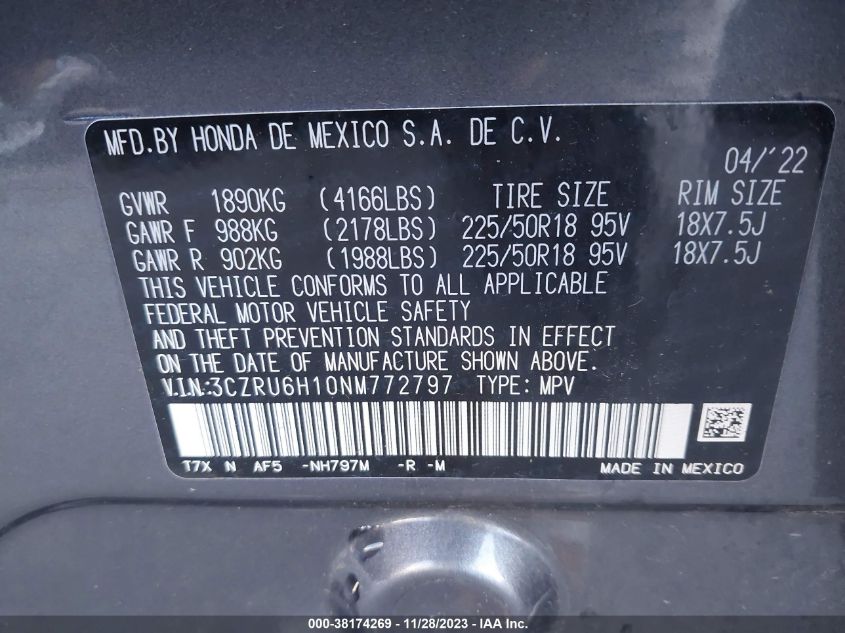 MFD.BY HONDA DE MEXICO S.A. DE C.V.
04/'22
GVWR 1890KG (4166LBS) TIRE SIZE RIM SIZE
GAWR F 988KG (2178LBS) 225/50R18 95V 18X7.5J
GAWR R 902KG (1988LBS) 225/50R18 95V 18X7.5J
THIS VEHICLE CONFORMS TO ALL APPLICABLE
FEDERAL MOTOR VEHICLE SAFETY
AND THEFT PREVENTION STANDARDS IN EFFECT
ON THE DATE OF MANUFACTURE SHOWN ABOVE.
V.I.N.:3CZRU6H10NM772797 TYPE: MPV
T7X N AF5 -NH797M -R -M MADE IN MEXICO
000-38174269 - 11/28/2023 - IAA Inc.